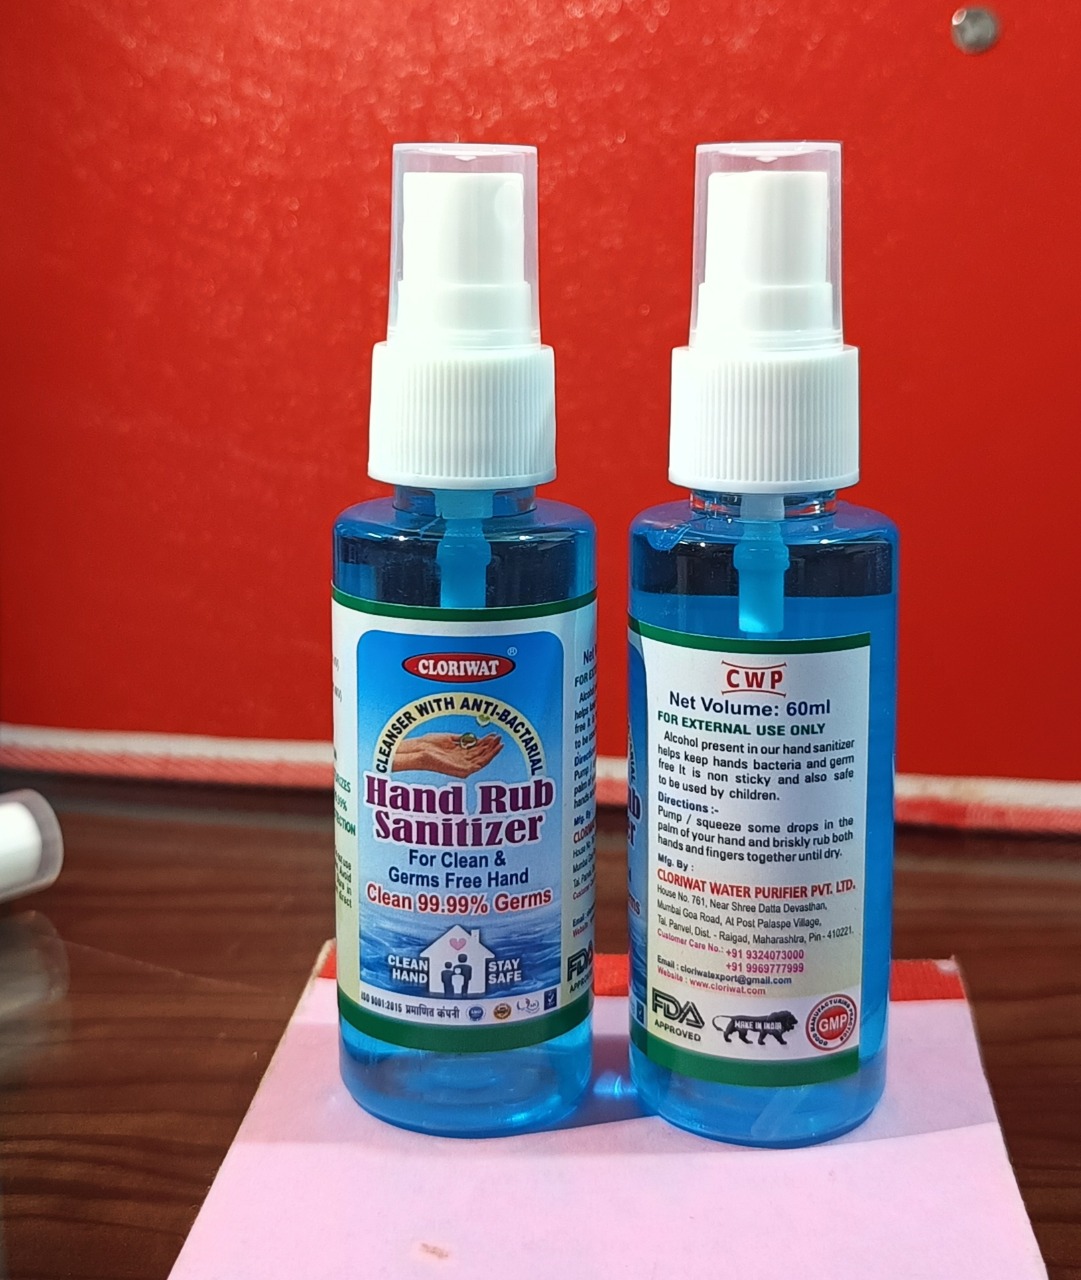 CLORIWAT ®
CLEANSER WITH ANTI-BACTARIAL
Hand Rub
Sanitizer
For Clean &
Germs Free Hand
Clean 99.99% Germs
CLEAN
HAND
STAY
SAFE
ISO 9001:2015 प्रमाणित कंपनी
CWP
Net Volume: 60ml
FOR EXTERNAL USE ONLY
Alcohol present in our hand sanitizer
helps keep hands bacteria and germ
free It is non sticky and also safe
to be used by children.
Directions :-
Pump / squeeze some drops in the
palm of your hand and briskly rub both
hands and fingers together until dry.
Mfg. By :
CLORIWAT WATER PURIFIER PVT. LTD.
House No. 761, Near Shree Datta Devasthan,
Mumbai Goa Road, At Post Palaspe Village,
Tal. Panvel, Dist. - Raigad, Maharashtra, Pin - 410221.
Customer Care No.: +91 9324073000
+91 9969777999
Email : cloriwatexport@gmail.com
Website : www.cloriwat.com
FDA
APPROVED
MAKE IN INDIA
GOOD MANUFACTURING PRACTICE
GMP